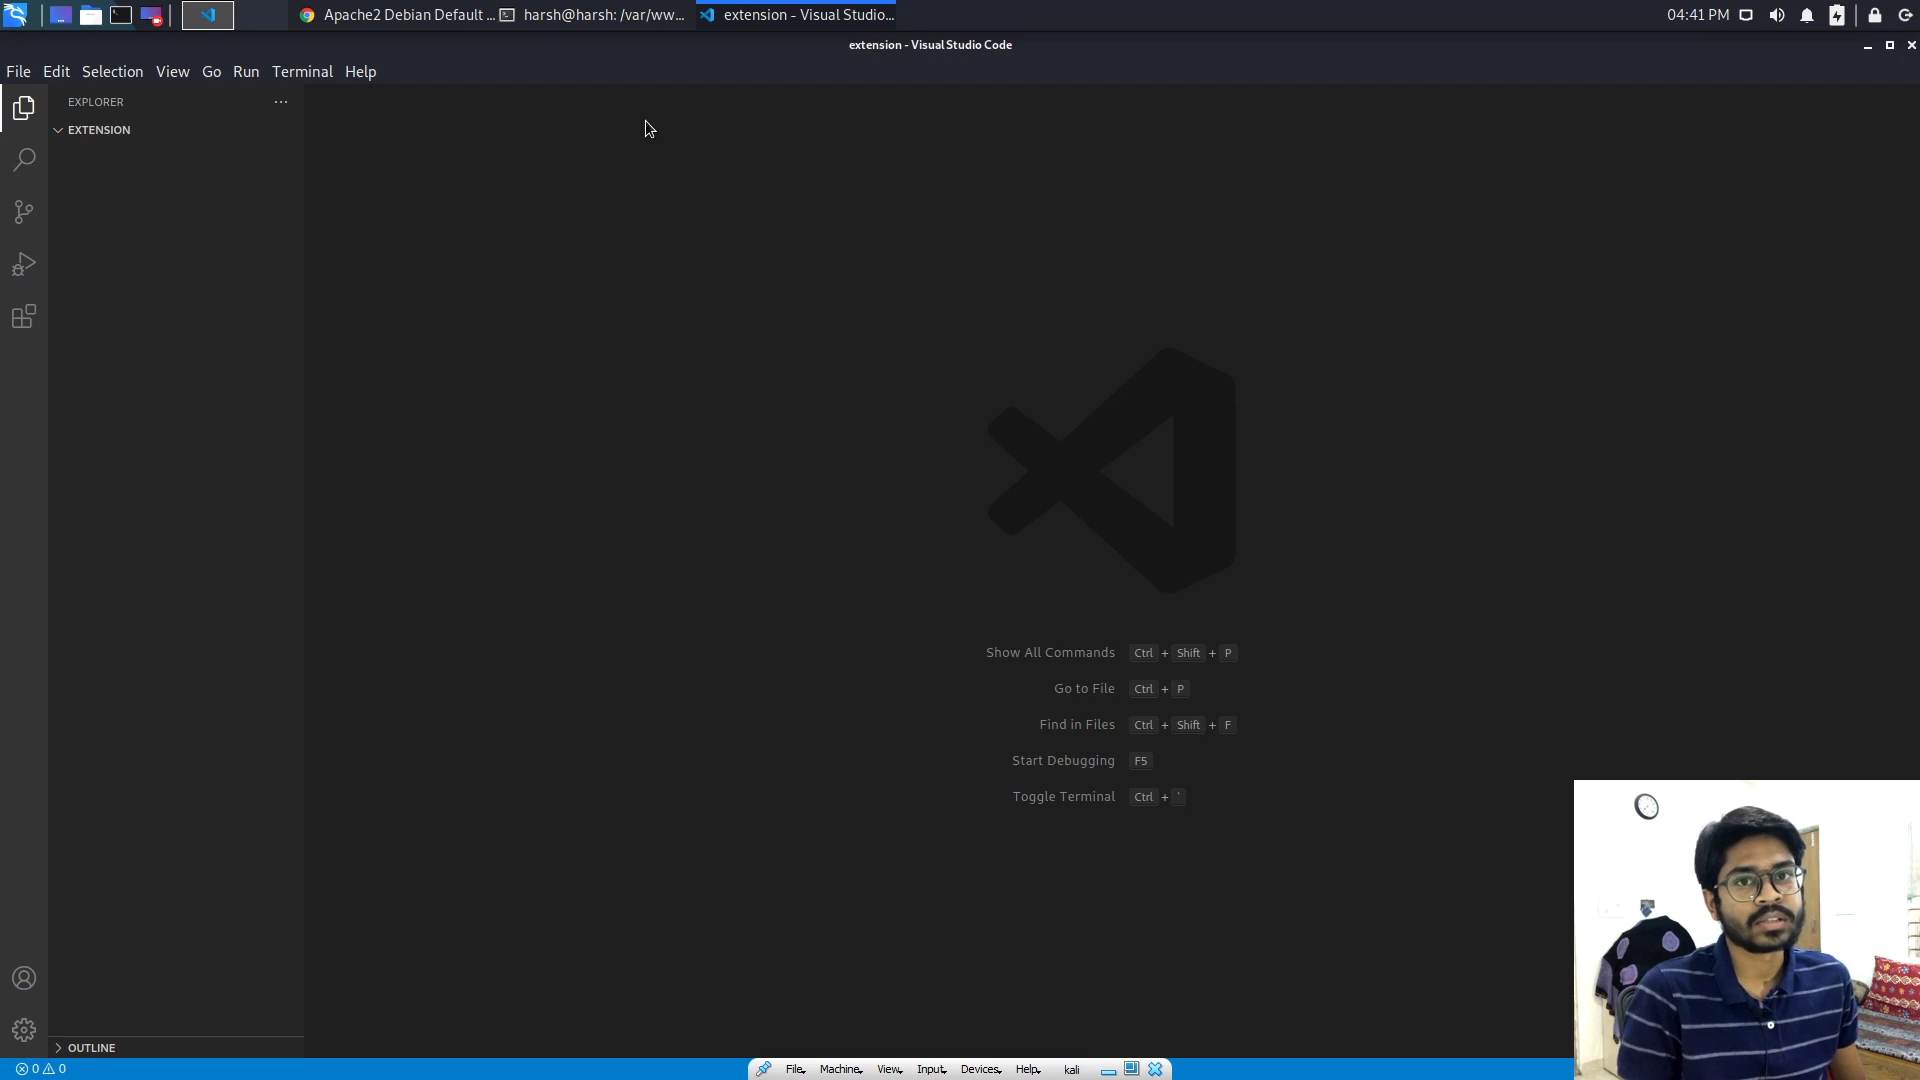 Apache2 Debian Default ...
harsh@harsh: /var/ww...
extension - Visual Studio...
04:41 PM
extension - Visual Studio Code
File Edit Selection View Go Run Terminal Help
EXPLORER
EXTENSION
Show All Commands Ctrl + Shift + P
Go to File Ctrl + P
Find in Files Ctrl + Shift + F
Start Debugging F5
Toggle Terminal Ctrl + `
OUTLINE
0 0
File Machine View Input Devices Help kali